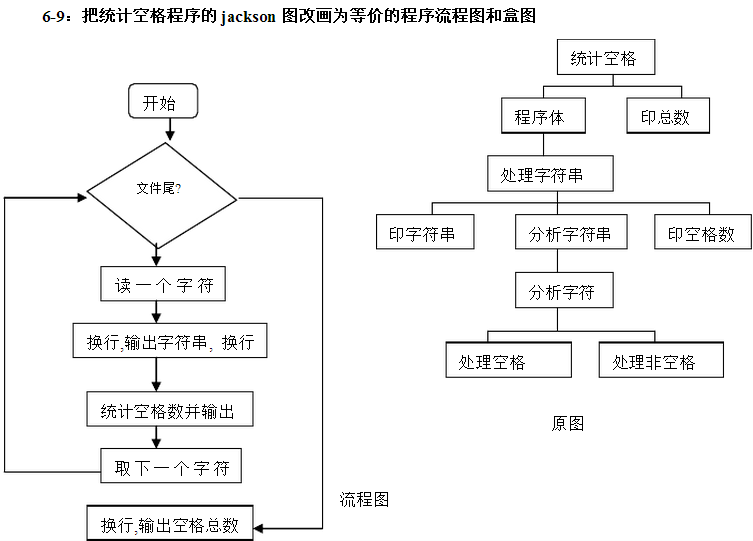 6-9：把统计空格程序的 jackson 图改画为等价的程序流程图和盒图
开始
文件尾?
读一个字符
换行,输出字符串, 换行
统计空格数并输出
取下一个字符
换行,输出空格总数
流程图
统计空格
程序体
印总数
处理字符串
印字符串
分析字符串
印空格数
分析字符
处理空格
处理非空格
原图